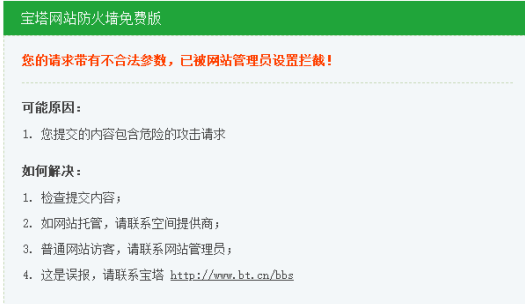 宝塔网站防火墙免费版
您的请求带有不合法参数，已被网站管理员设置拦截！
可能原因：
1. 您提交的内容包含危险的攻击请求
如何解决：
1. 检查提交内容；
2. 如网站托管，请联系空间提供商；
3. 普通网站访客，请联系网站管理员；
4. 这是误报，请联系宝塔 http://www.bt.cn/bbs